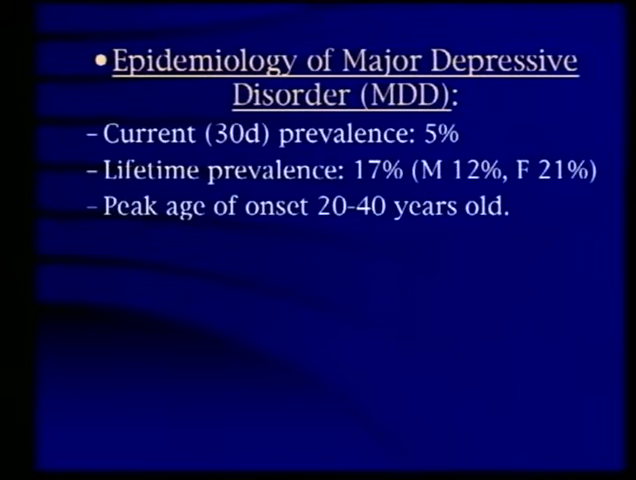 • Epidemiology of Major Depressive
Disorder (MDD):
– Current (30d) prevalence: 5%
– Lifetime prevalence: 17% (M 12%, F 21%)
– Peak age of onset 20-40 years old.